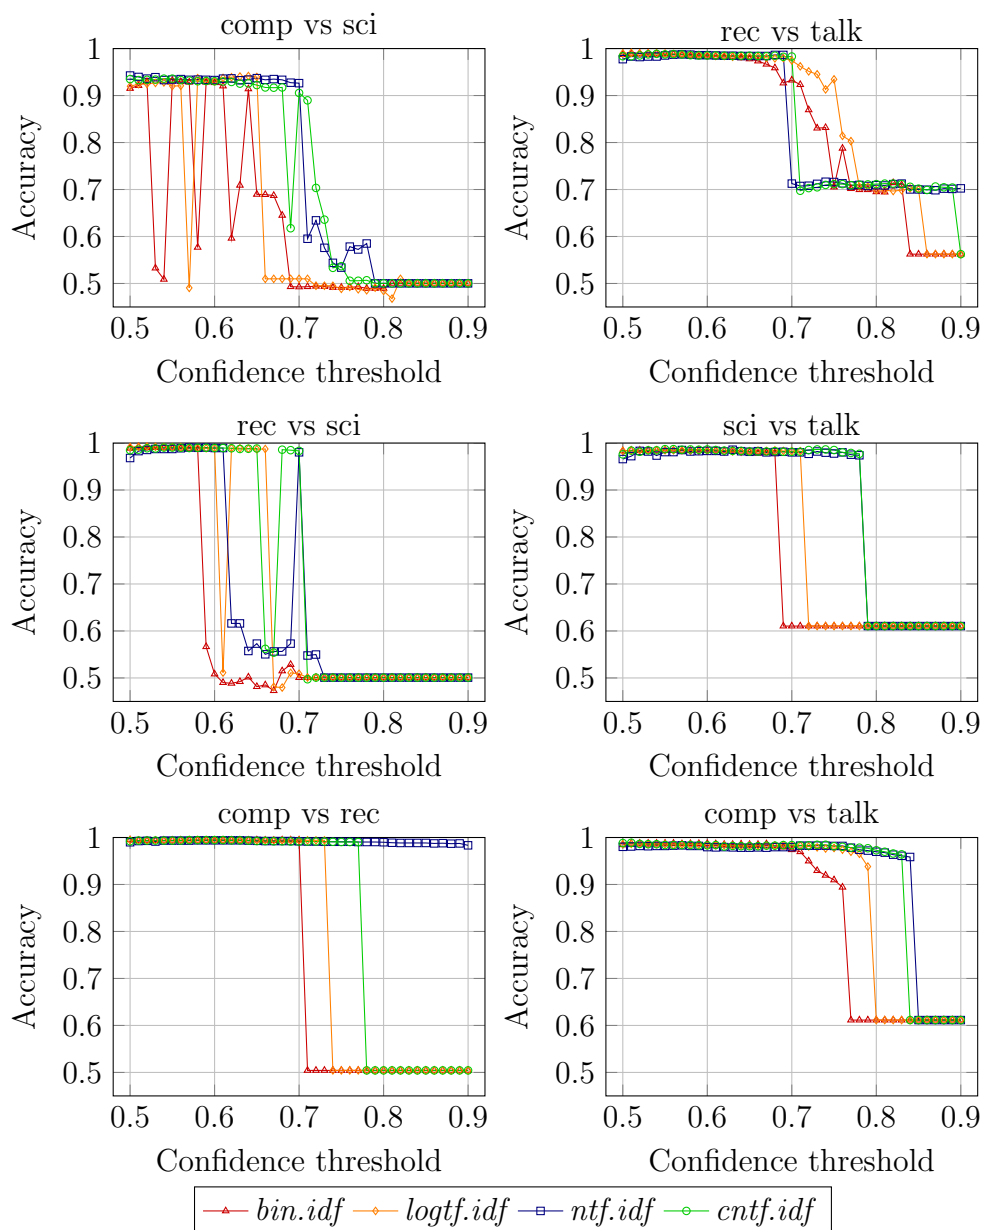 comp vs sci
rec vs talk
1
0.9
0.8
0.7
0.6
0.5
Accuracy
0.5 0.6 0.7 0.8 0.9
Confidence threshold
1
0.9
0.8
0.7
0.6
0.5
Accuracy
0.5 0.6 0.7 0.8 0.9
Confidence threshold
rec vs sci
sci vs talk
1
0.9
0.8
0.7
0.6
0.5
Accuracy
0.5 0.6 0.7 0.8 0.9
Confidence threshold
1
0.9
0.8
0.7
0.6
0.5
Accuracy
0.5 0.6 0.7 0.8 0.9
Confidence threshold
comp vs rec
comp vs talk
1
0.9
0.8
0.7
0.6
0.5
Accuracy
0.5 0.6 0.7 0.8 0.9
Confidence threshold
1
0.9
0.8
0.7
0.6
0.5
Accuracy
0.5 0.6 0.7 0.8 0.9
Confidence threshold
bin.idf logtf.idf ntf.idf cntf.idf